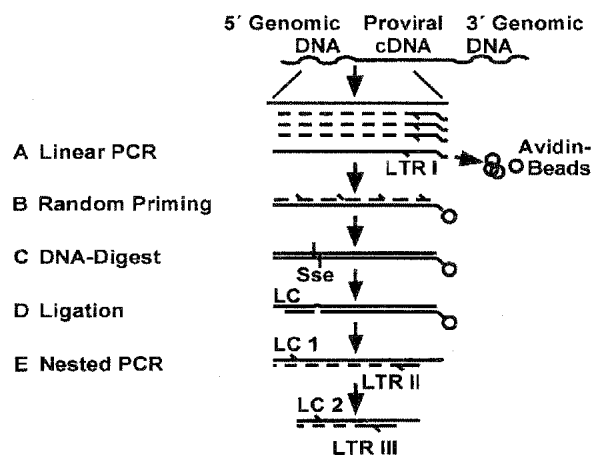 5´ Genomic Proviral 3´ Genomic
DNA cDNA DNA
A Linear PCR
LTR I
Avidin-
Beads
B Random Priming
C DNA-Digest
Sse
LC
D Ligation
LC 1
E Nested PCR
LTR II
LC 2
LTR III